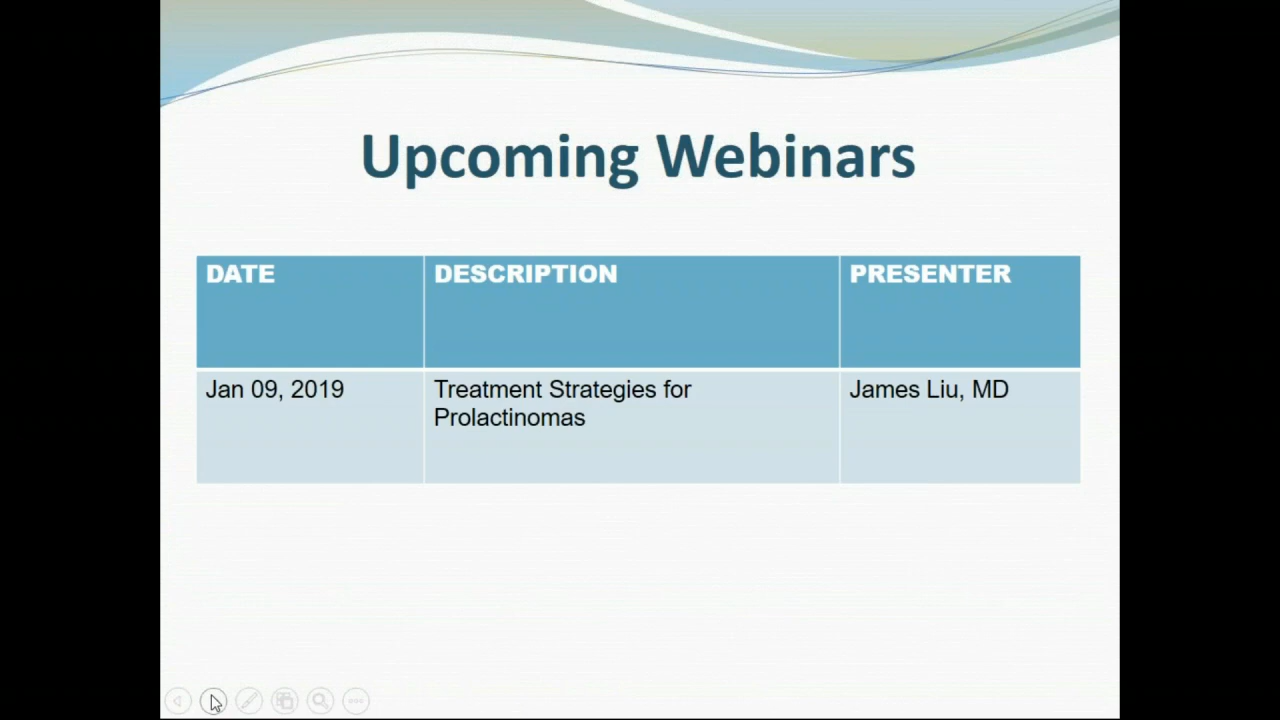 Upcoming Webinars
DATE DESCRIPTION PRESENTER
Jan 09, 2019 Treatment Strategies for James Liu, MD
Prolactinomas